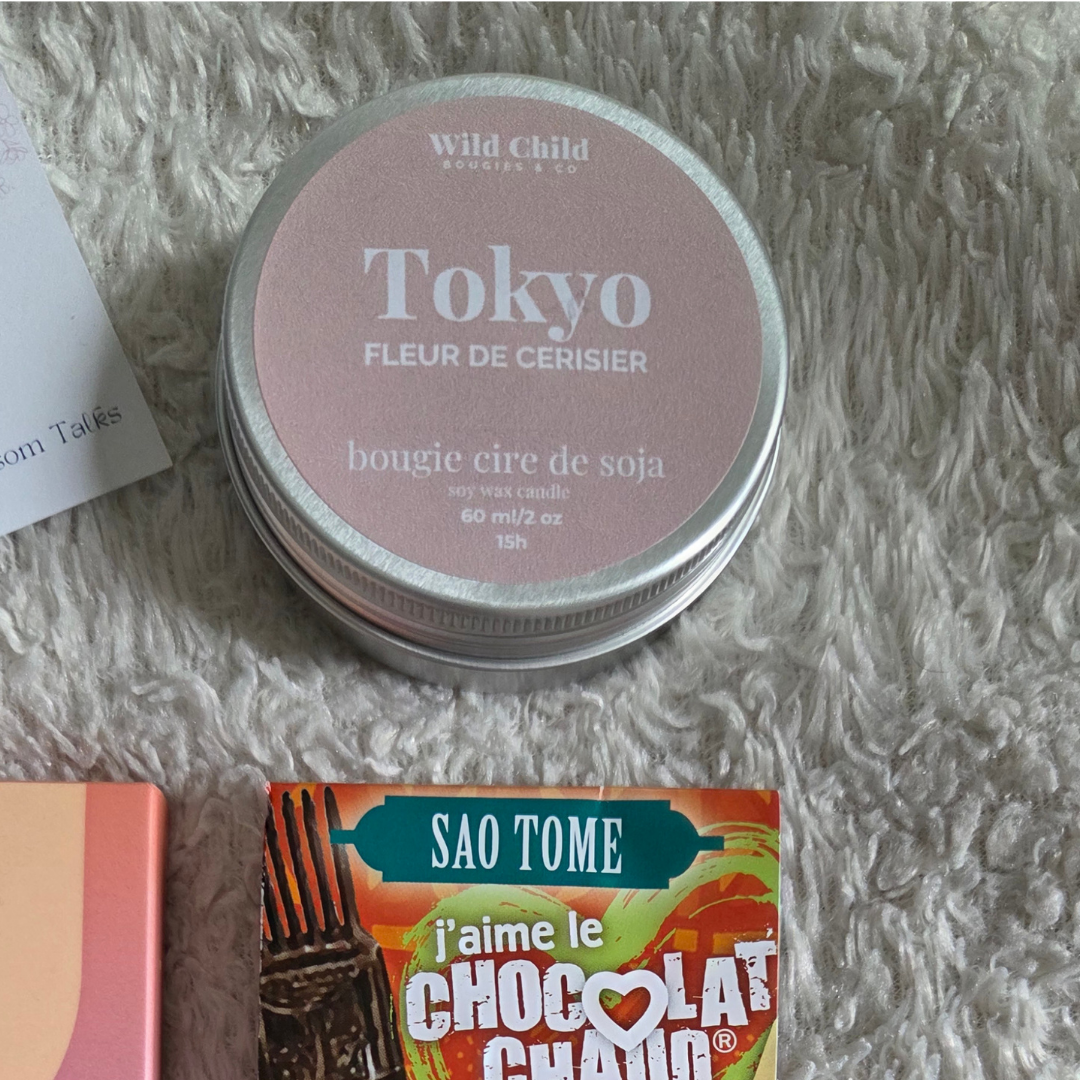 Wild Child
BOUGIES & CO
Tokyo
FLEUR DE CERISIER
bougie cire de soja
soy wax candle
60 ml/2 oz
15h
Talks
SAO TOME
j'aime le
CHOCOLAT
CHAUD®